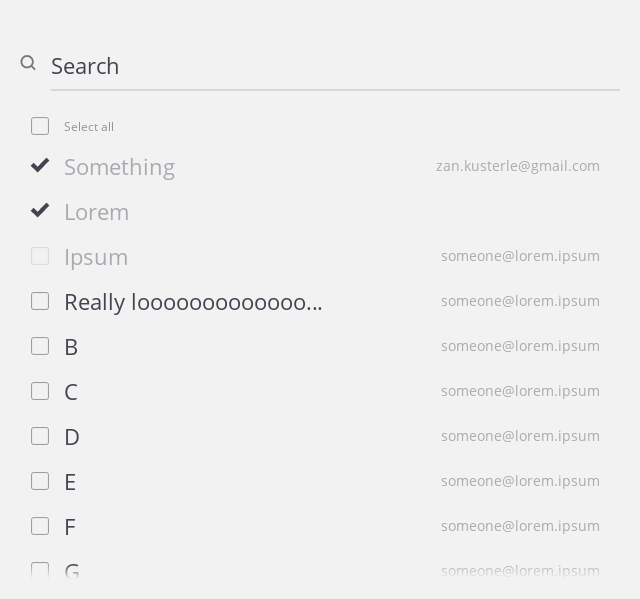 Search
Select all
Something zan.kusterle@gmail.com
Lorem
Ipsum someone@lorem.ipsum
Really looooooooooooo... someone@lorem.ipsum
B someone@lorem.ipsum
C someone@lorem.ipsum
D someone@lorem.ipsum
E someone@lorem.ipsum
F someone@lorem.ipsum
G someone@lorem.ipsum